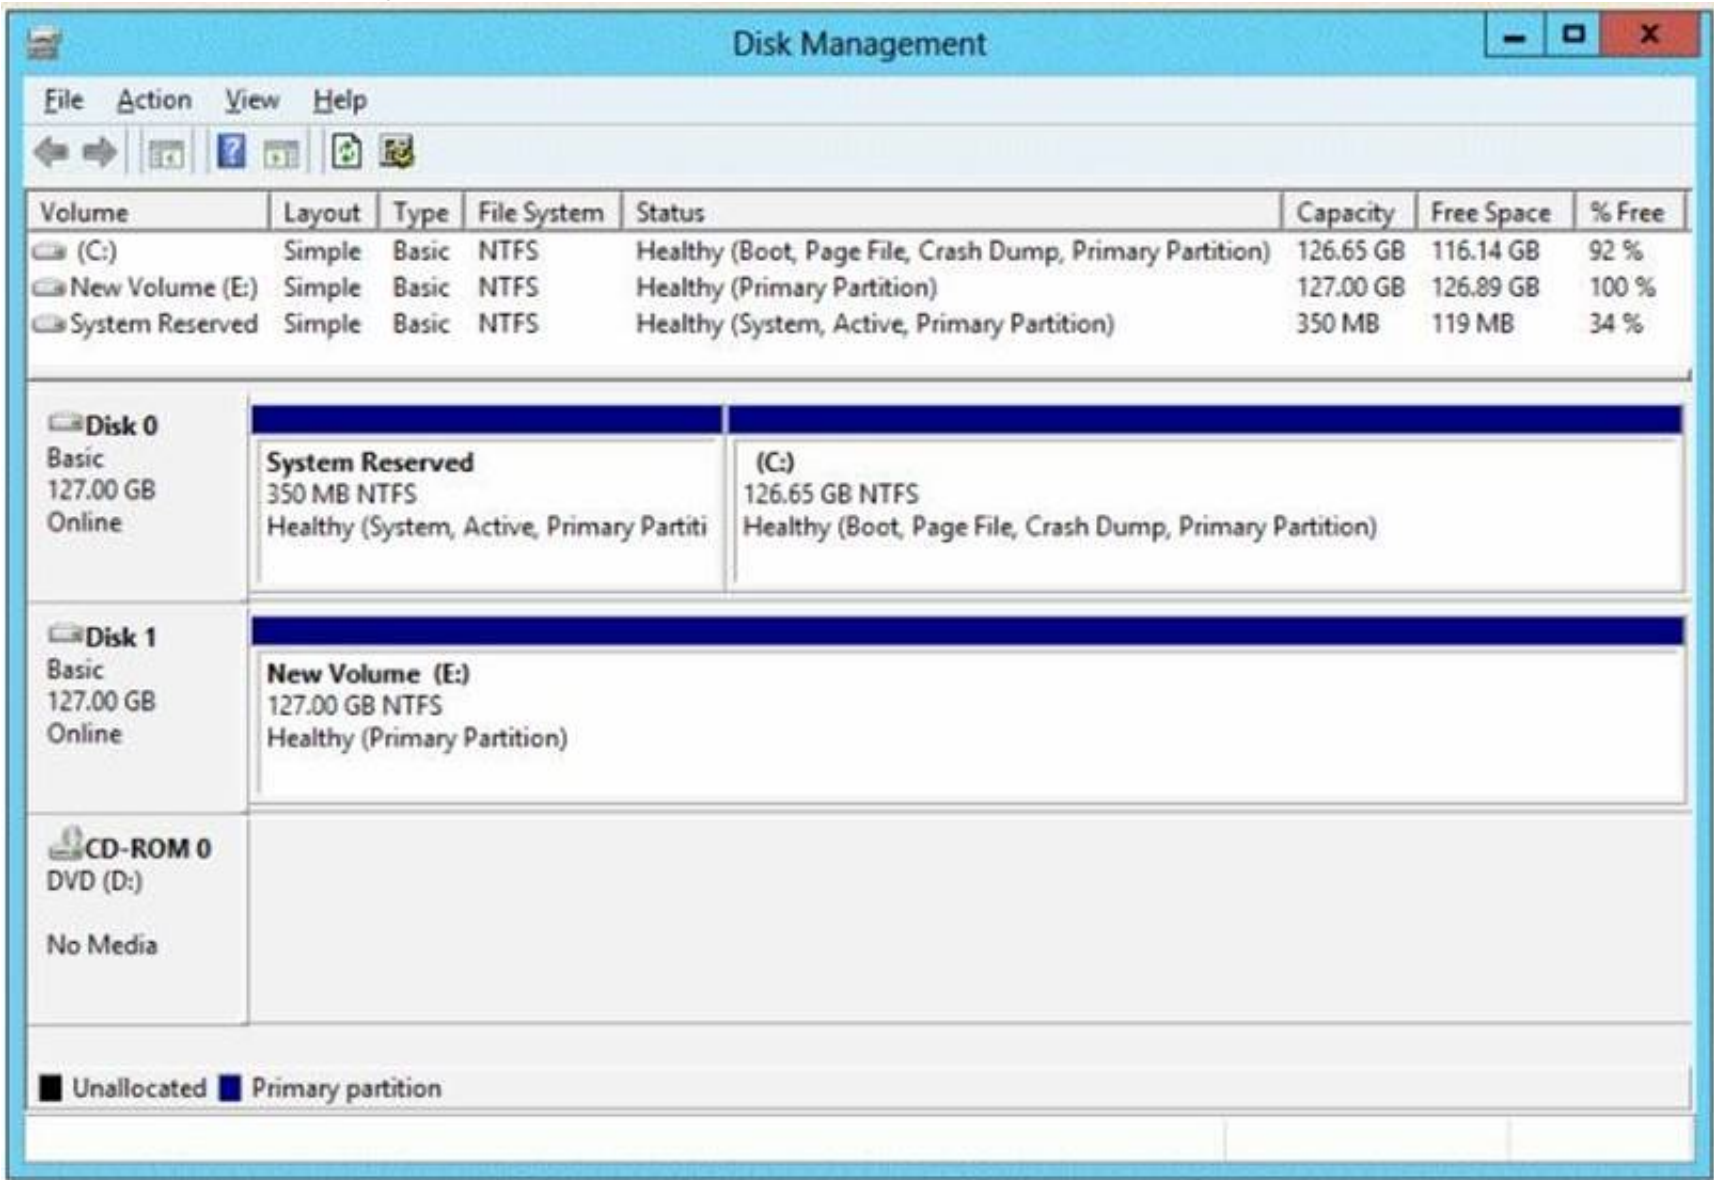 Disk Management
File Action View Help
Volume Layout Type File System Status Capacity Free Space % Free
(C:) Simple Basic NTFS Healthy (Boot, Page File, Crash Dump, Primary Partition) 126.65 GB 116.14 GB 92 %
New Volume (E:) Simple Basic NTFS Healthy (Primary Partition) 127.00 GB 126.89 GB 100 %
System Reserved Simple Basic NTFS Healthy (System, Active, Primary Partition) 350 MB 119 MB 34 %
Disk 0
Basic
127.00 GB
Online
System Reserved
350 MB NTFS
Healthy (System, Active, Primary Partiti
(C:)
126.65 GB NTFS
Healthy (Boot, Page File, Crash Dump, Primary Partition)
Disk 1
Basic
127.00 GB
Online
New Volume (E:)
127.00 GB NTFS
Healthy (Primary Partition)
CD-ROM 0
DVD (D:)
No Media
Unallocated Primary partition